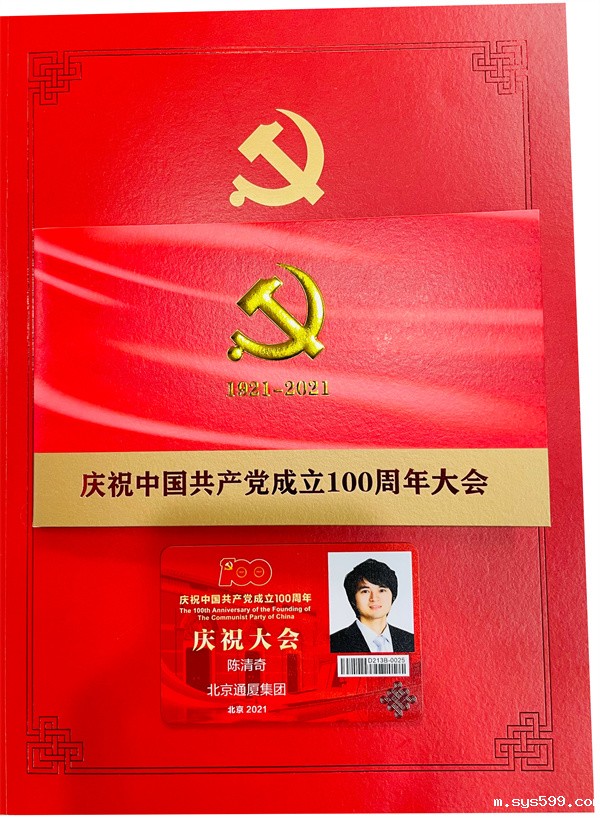 1921-2021
庆祝中国共产党成立100周年大会
100
庆祝中国共产党成立100周年
The 100th Anniversary of the Founding of
The Communist Party of China
庆祝大会
陈清奇
北京通厦集团
北京 2021
D213B-0025
m.sys599.com